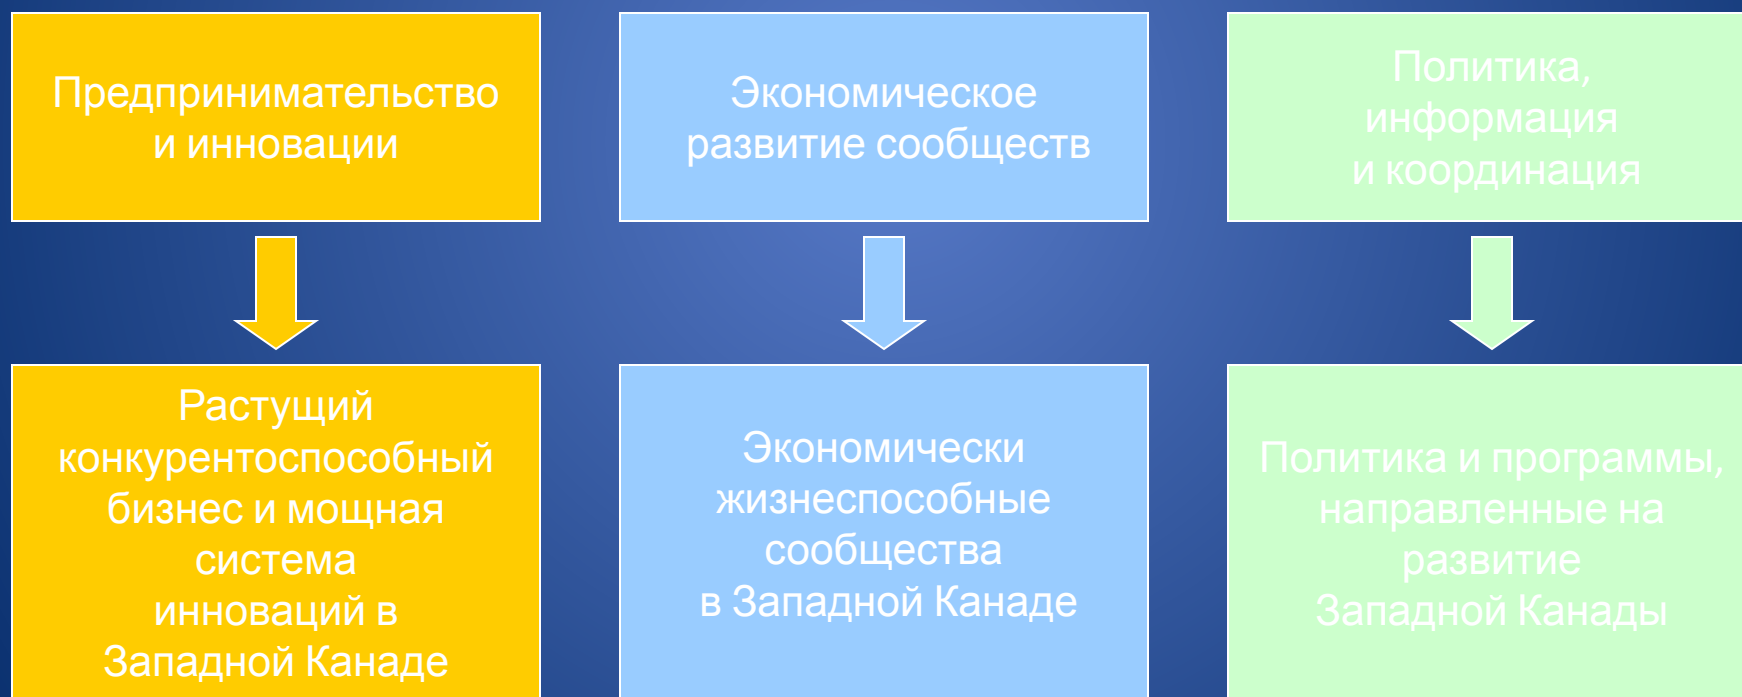 Предпринимательство
и инновации
Экономическое
развитие сообществ
Политика,
информация
и координация
Растущий
конкурентоспособный
бизнес и мощная
система
инноваций в
Западной Канаде
Экономически
жизнеспособные
сообщества
в Западной Канаде
Политика и программы,
направленные на
развитие
Западной Канады